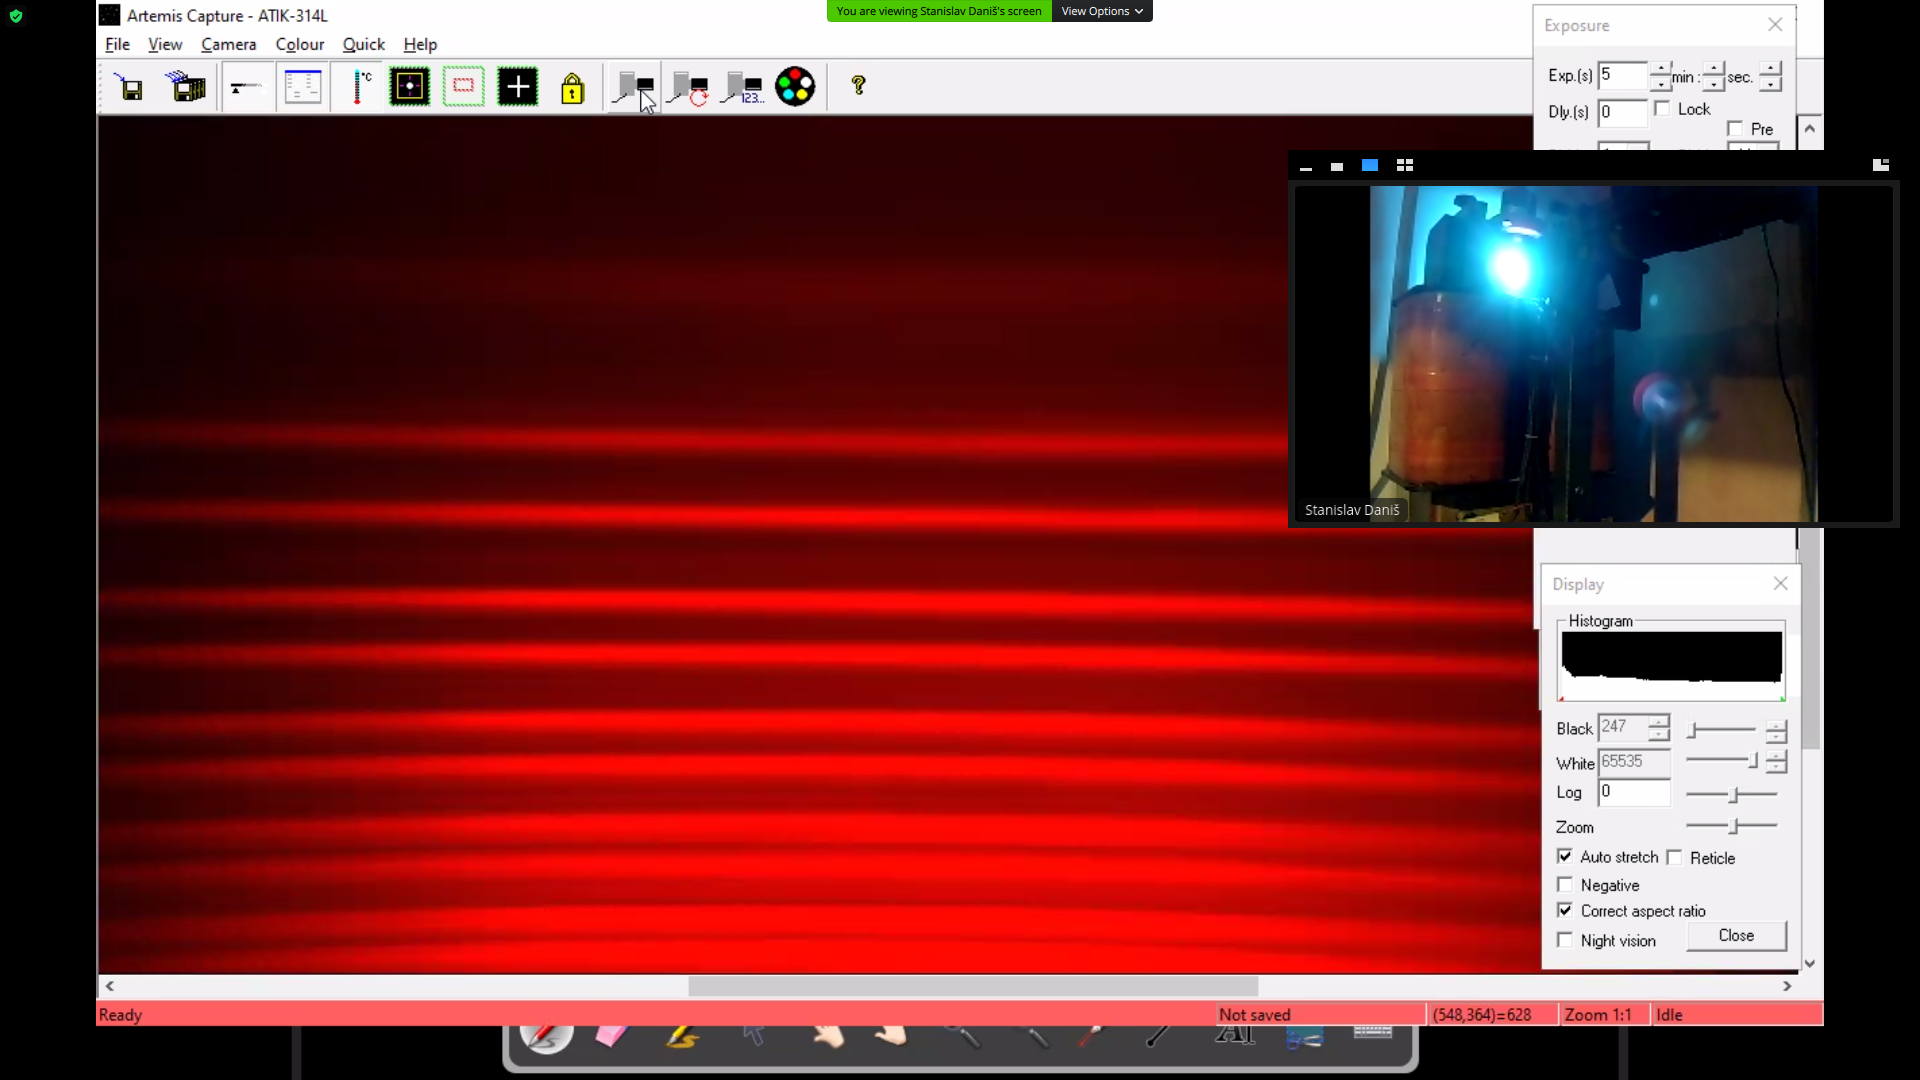 Artemis Capture - ATIK-314L
You are viewing Stanislav Daniš's screen
View Options
File View Camera Colour Quick Help
°C
123...
?
Exposure
Exp.(s) 5 min : sec.
Dly.(s) 0 Lock
Pre
Stanislav Daniš
Display
Histogram
Black 247
White 65535
Log 0
Zoom
Auto stretch Reticle
Negative
Correct aspect ratio
Night vision Close
Ready Not saved (548,364)=628 Zoom 1:1 Idle
AI